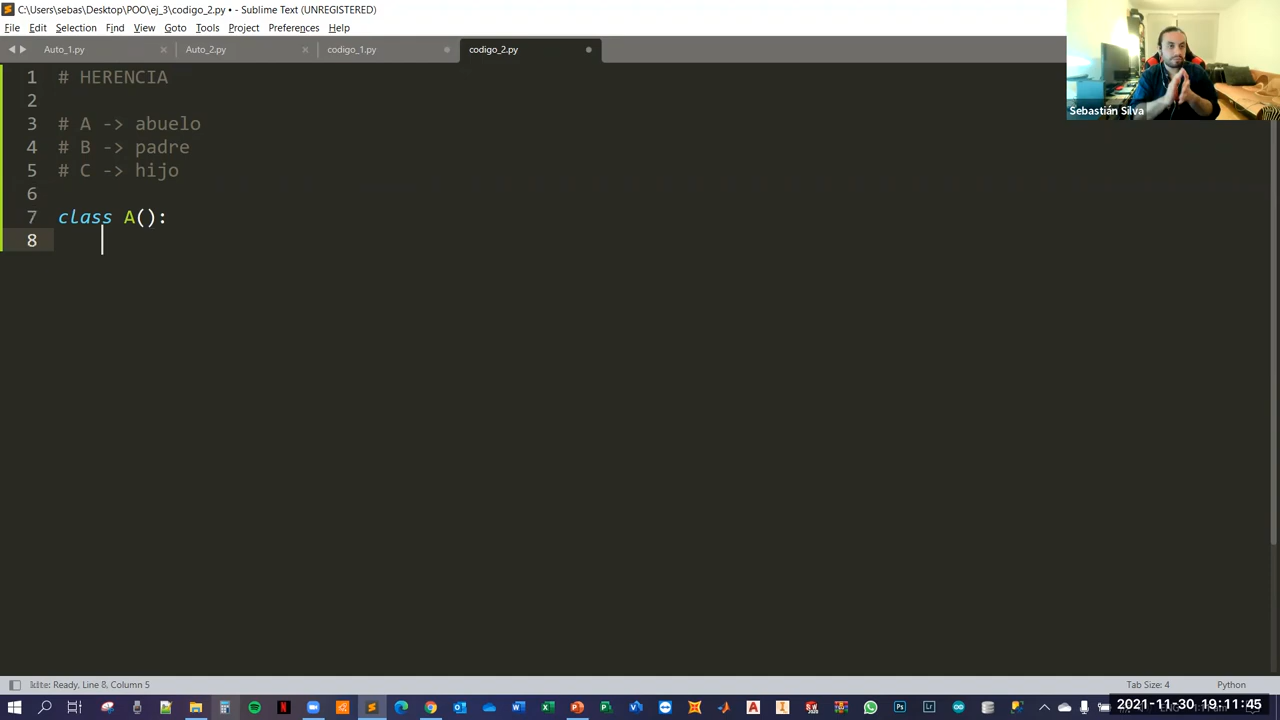 C:\Users\sebas\Desktop\POO\ej_3\codigo_2.py • - Sublime Text (UNREGISTERED)
File Edit Selection Find View Goto Tools Project Preferences Help
Auto_1.py Auto_2.py codigo_1.py codigo_2.py
1 # HERENCIA
2
3 # A -> abuelo
4 # B -> padre
5 # C -> hijo
6
7 class A():
8
Sebastián Silva
Ready, Line 8, Column 5 Tab Size: 4 Python
2021-11-30 19:11:45